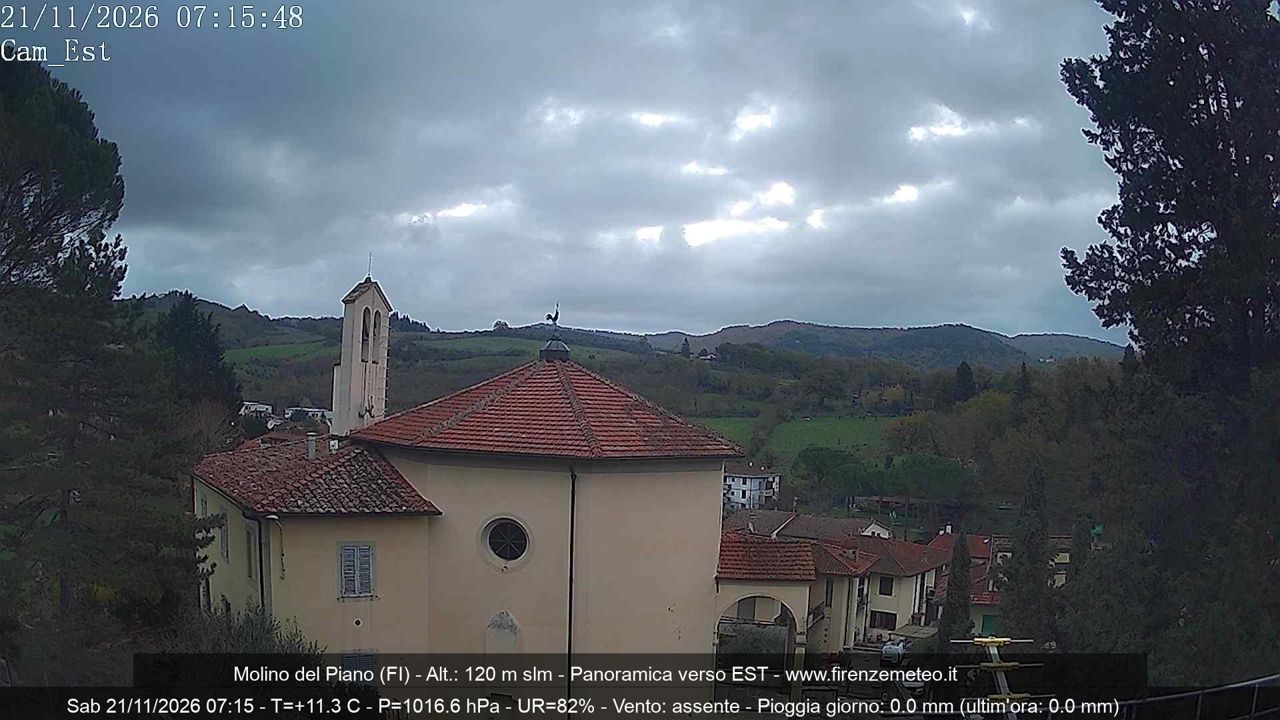 21/11/2026 07:15:48
Cam_Est
Molino del Piano (FI) - Alt.: 120 m slm - Panoramica verso EST - www.firenzemeteo.it
Sab 21/11/2026 07:15 - T=+11.3 C - P=1016.6 hPa - UR=82% - Vento: assente - Pioggia giorno: 0.0 mm (ultim'ora: 0.0 mm)